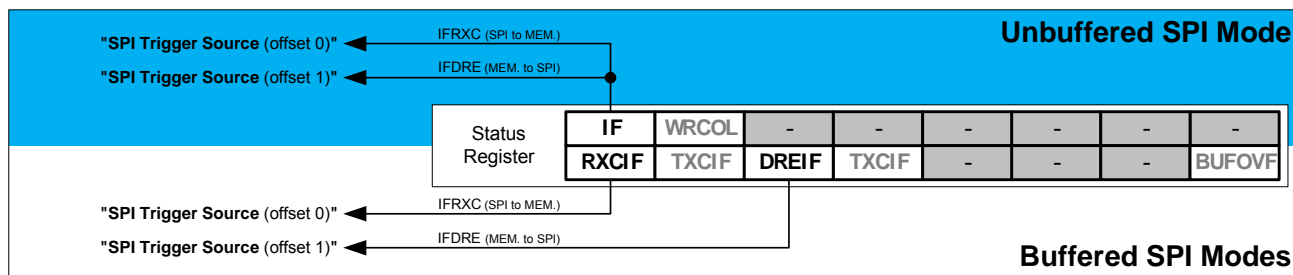 Unbuffered SPI Mode
"SPI Trigger Source (offset 0)" IFRXC (SPI to MEM.)
"SPI Trigger Source (offset 1)" IFDRE (MEM. to SPI)
Status Register
IF WRCOL - - - - - -
RXCIF TXCIF DREIF TXCIF - - - BUFOVF
"SPI Trigger Source (offset 0)" IFRXC (SPI to MEM.)
"SPI Trigger Source (offset 1)" IFDRE (MEM. to SPI)
Buffered SPI Modes